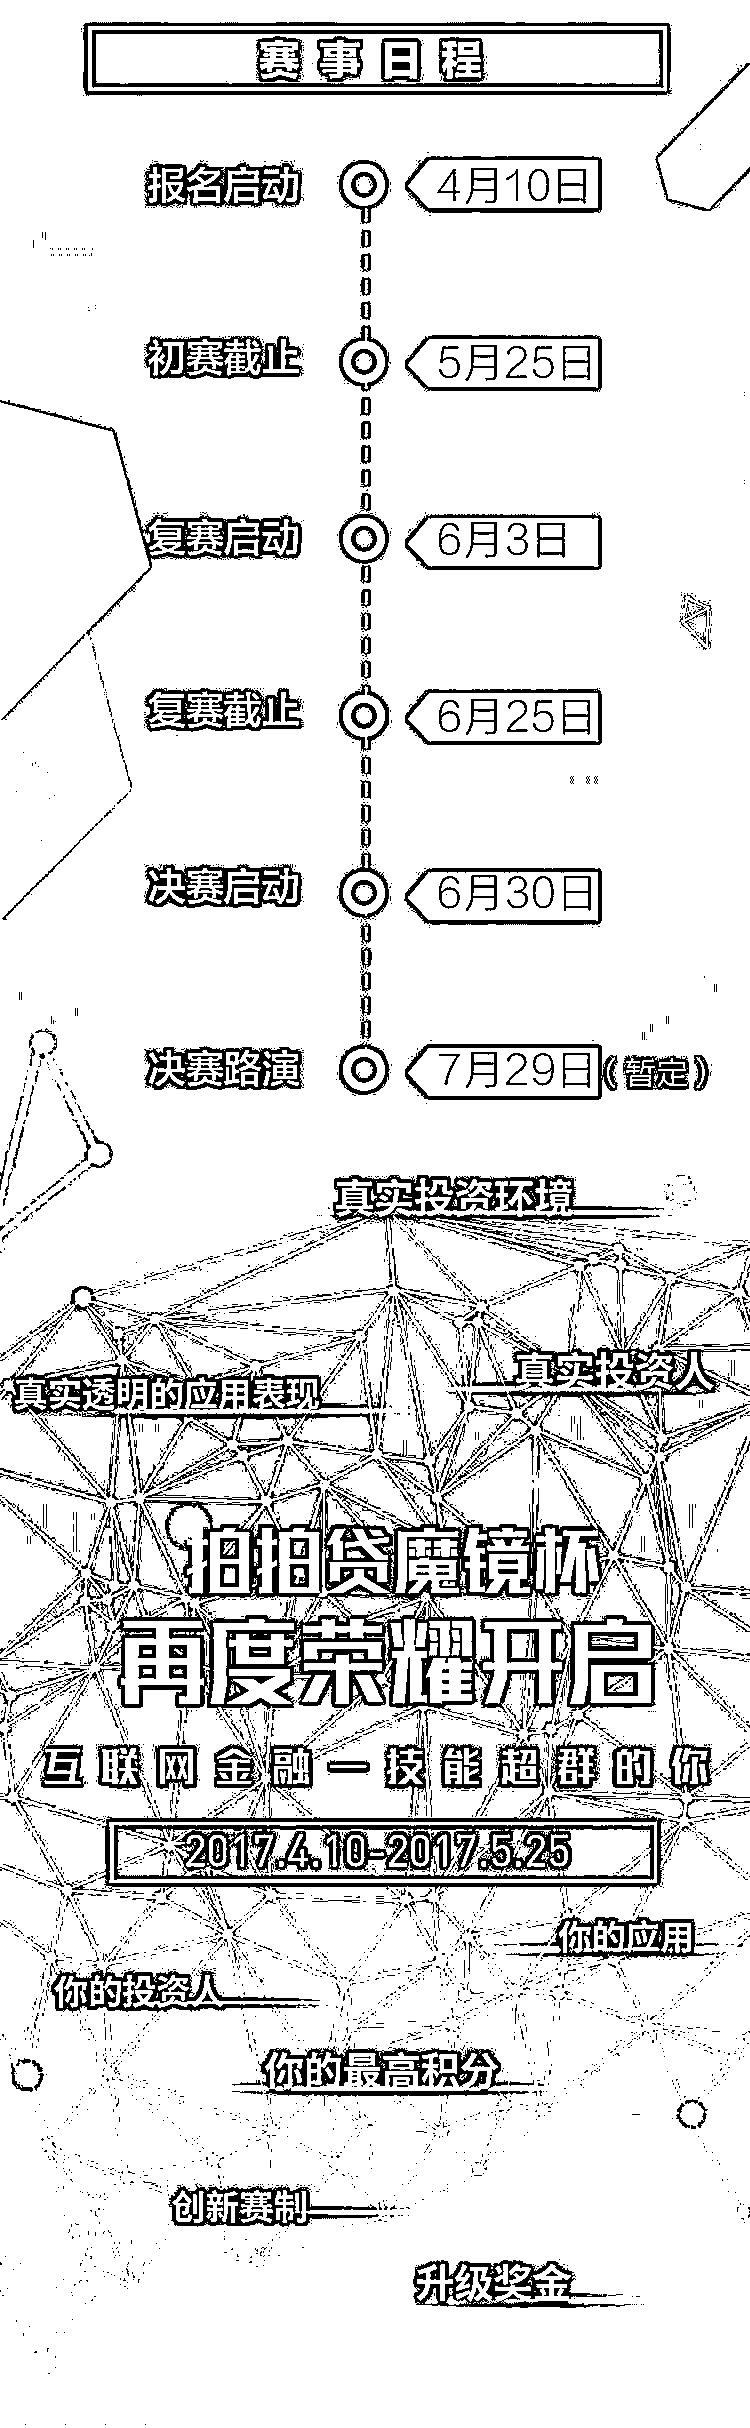 赛事日程
报名启动 4月10日
初赛截止 5月25日
复赛启动 6月3日
复赛截止 6月25日
决赛启动 6月30日
决赛路演 7月29日(暂定)
真实投资环境
真实投资人
真实透明的应用表现
拍拍贷魔镜杯
再度荣耀开启
互联网金融—技能超群的你
2017.4.10-2017.5.25
你的应用
你的投资人
你的最高积分
创新赛制
升级奖金